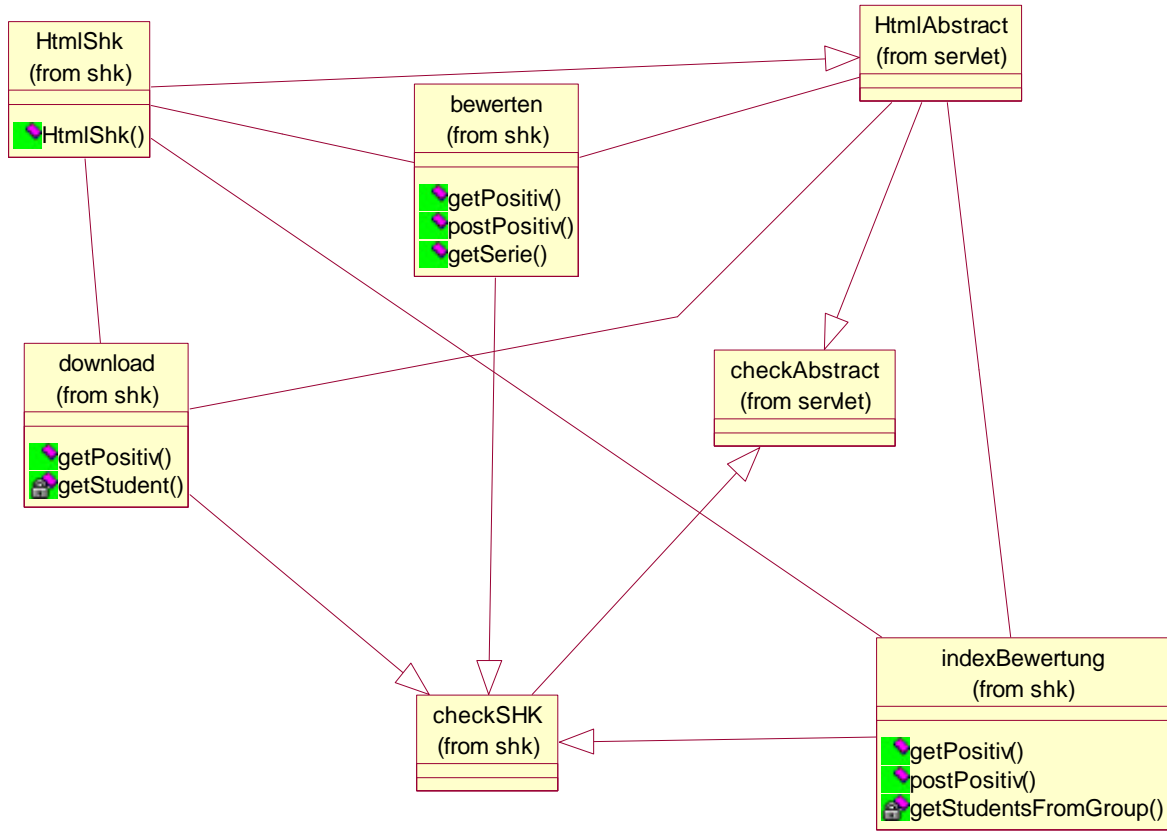 HtmlShk
(from shk)
HtmlShk()
HtmlAbstract
(from servlet)
bewerten
(from shk)
getPositiv()
postPositiv()
getSerie()
download
(from shk)
getPositiv()
getStudent()
checkAbstract
(from servlet)
checkSHK
(from shk)
indexBewertung
(from shk)
getPositiv()
postPositiv()
getStudentsFromGroup()